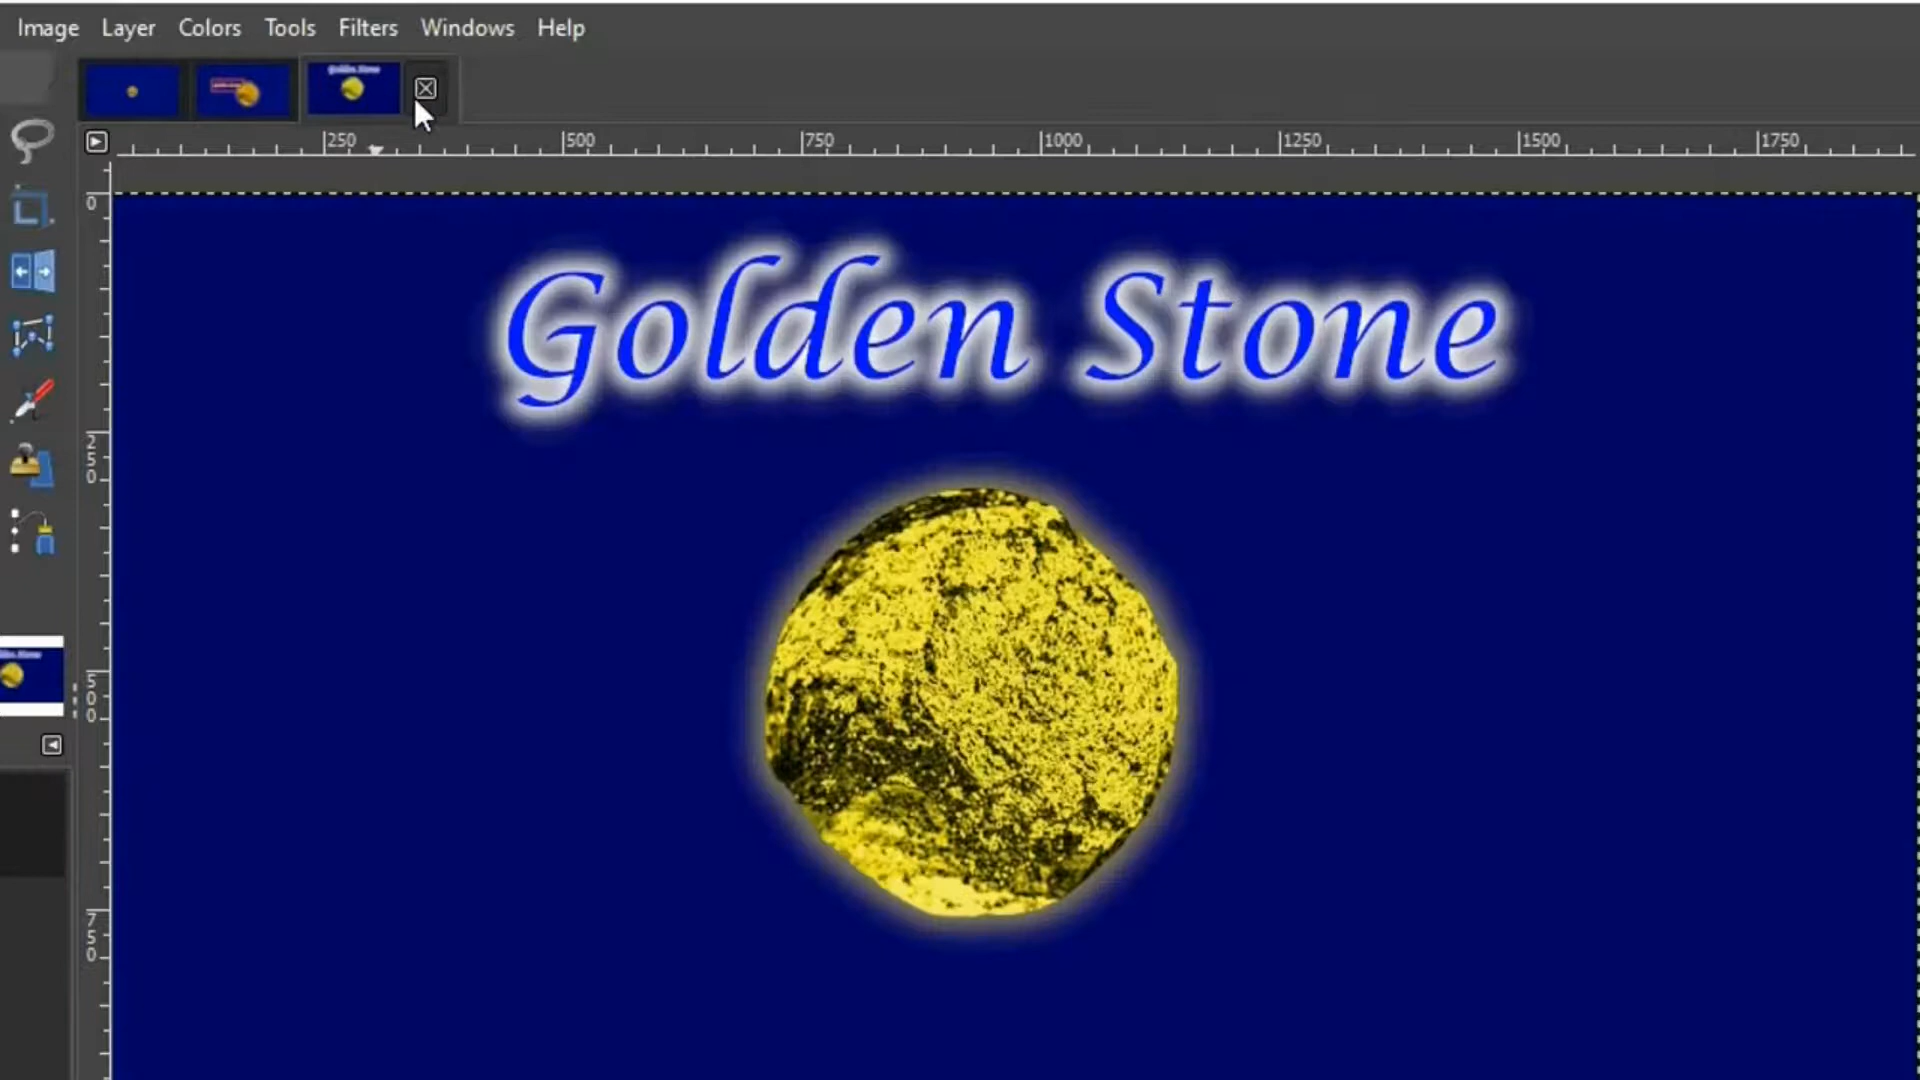 Image Layer Colors Tools Filters Windows Help
250 500 750 1000 1250 1500 1750
0
Golden Stone
250
500
750